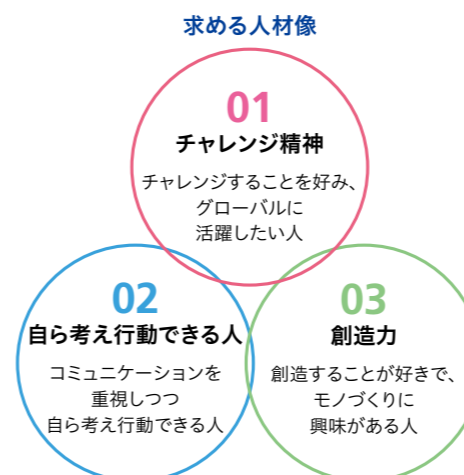 求める人材像
01
チャレンジ精神
チャレンジすることを好み、
グローバルに
活躍したい人
02
自ら考え行動できる人
コミュニケーションを
重視しつつ
自ら考え行動できる人
03
創造力
創造することが好きで、
モノづくりに
興味がある人